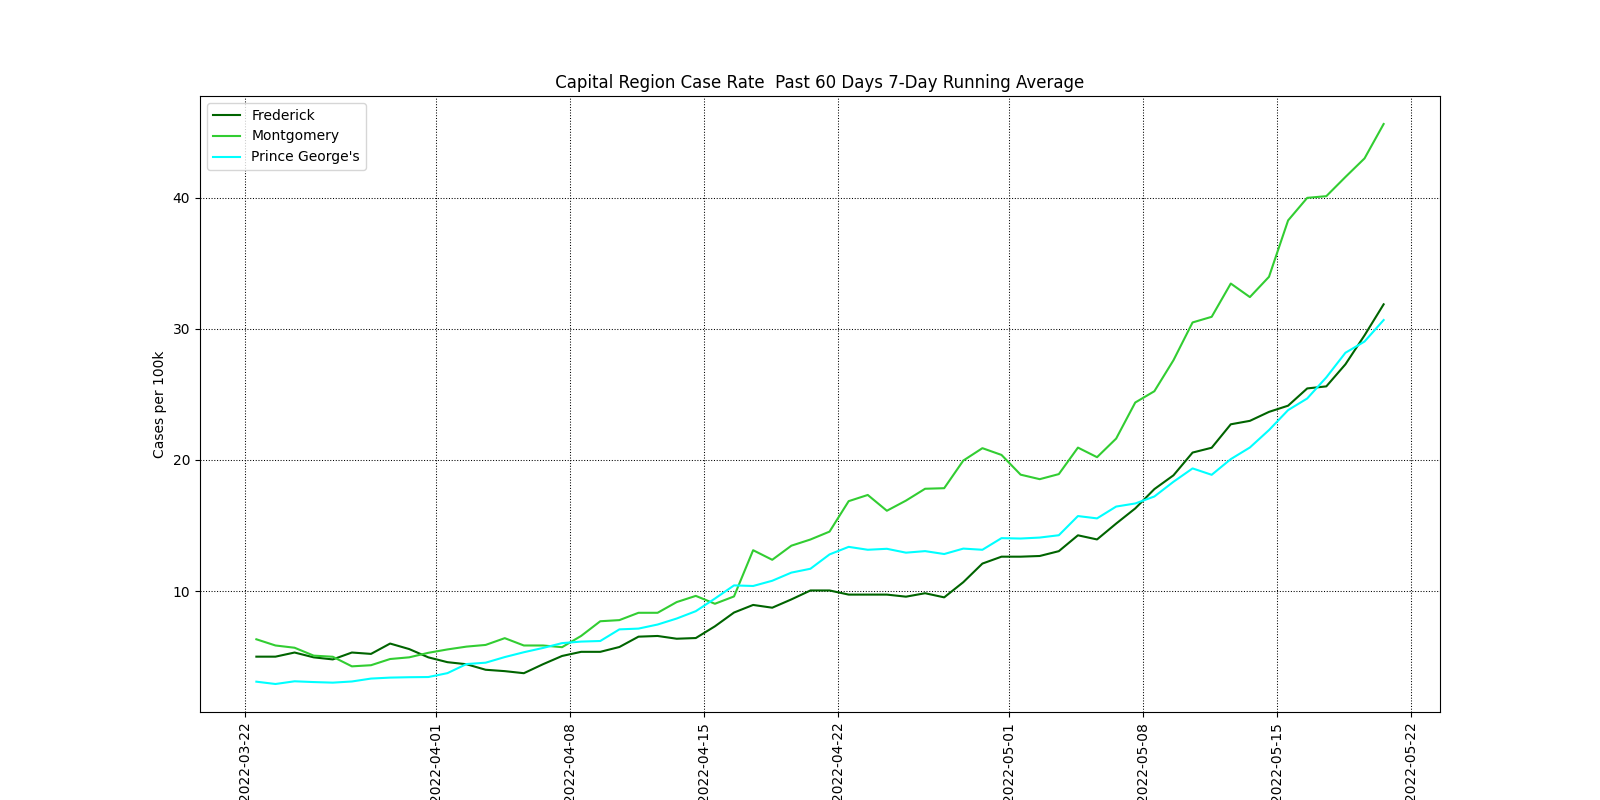 Capital Region Case Rate  Past 60 Days 7-Day Running Average
Frederick
Montgomery
Prince George's
40
30
20
10
Cases per 100k
2022-03-22
2022-04-01
2022-04-08
2022-04-15
2022-04-22
2022-05-01
2022-05-08
2022-05-15
2022-05-22